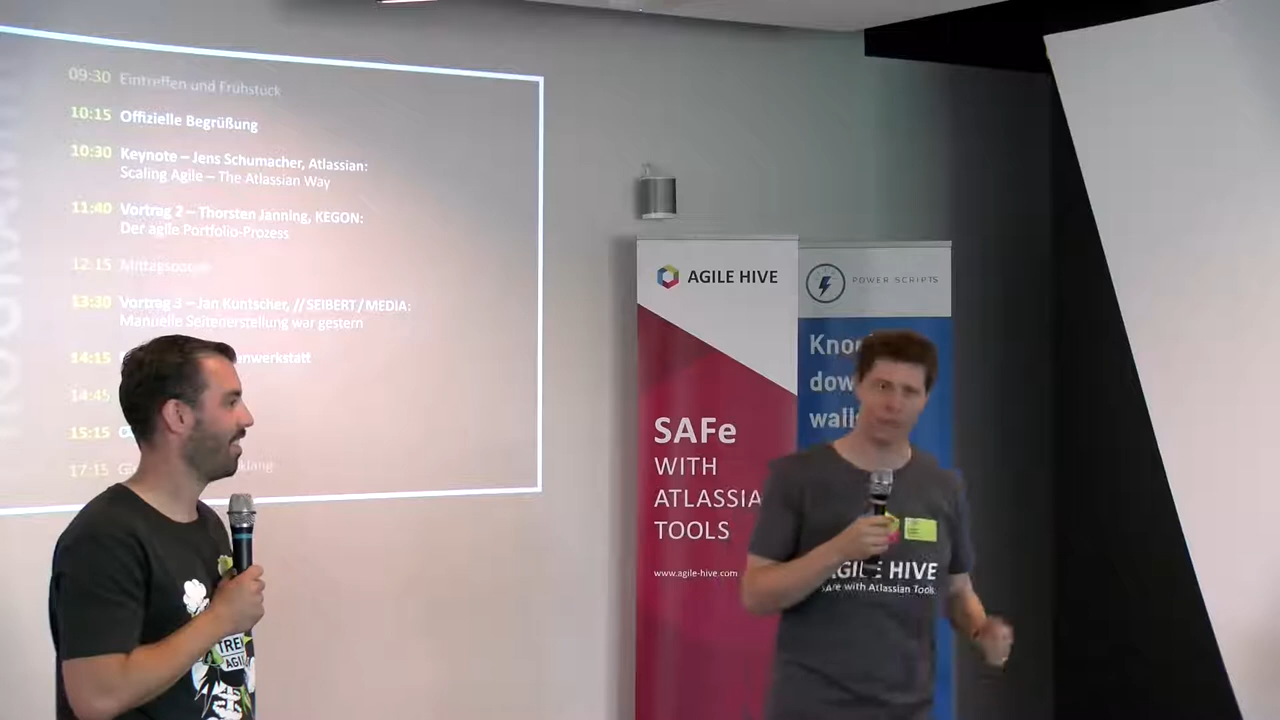 09:30 Eintreffen und Frühstück
10:15 Offizielle Begrüßung
10:30 Keynote – Jens Schumacher, Atlassian:
Scaling Agile – The Atlassian Way
11:40 Vortrag 2 – Thorsten Janning, KEGON:
Der agile Portfolio-Prozess
12:15
13:30 Vortrag 3 – Jan Kuntscher, //SEIBERT/MEDIA:
Manuelle Seitenerstellung war gestern
14:15
14:45
15:15
17:15
AGILE HIVE
SAFe
WITH
TOOLS
www.agile-hive.com
POWER SCRIPTS
AGILE HIVE
with Atlassian Tools